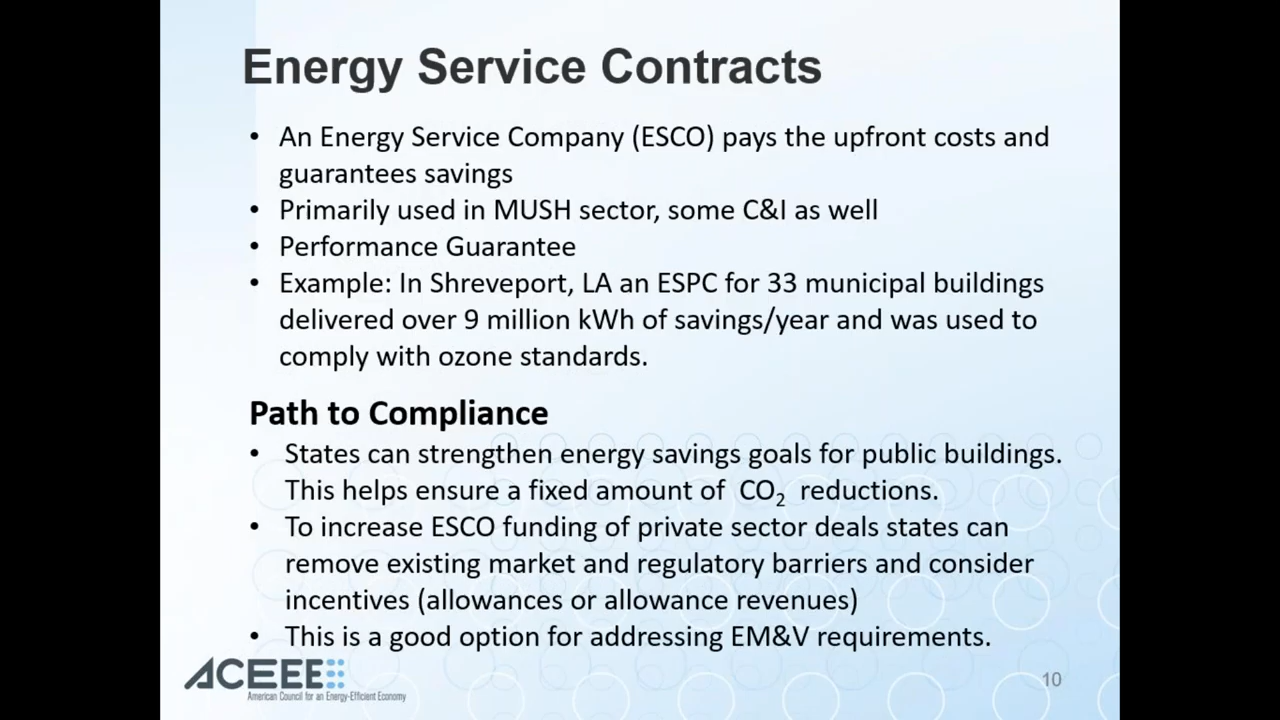 Energy Service Contracts
• An Energy Service Company (ESCO) pays the upfront costs and
guarantees savings
• Primarily used in MUSH sector, some C&I as well
• Performance Guarantee
• Example: In Shreveport, LA an ESPC for 33 municipal buildings
delivered over 9 million kWh of savings/year and was used to
comply with ozone standards.
Path to Compliance
• States can strengthen energy savings goals for public buildings.
This helps ensure a fixed amount of CO₂ reductions.
• To increase ESCO funding of private sector deals states can
remove existing market and regulatory barriers and consider
incentives (allowances or allowance revenues)
• This is a good option for addressing EM&V requirements.
ACEEE
American Council for an Energy-Efficient Economy
10